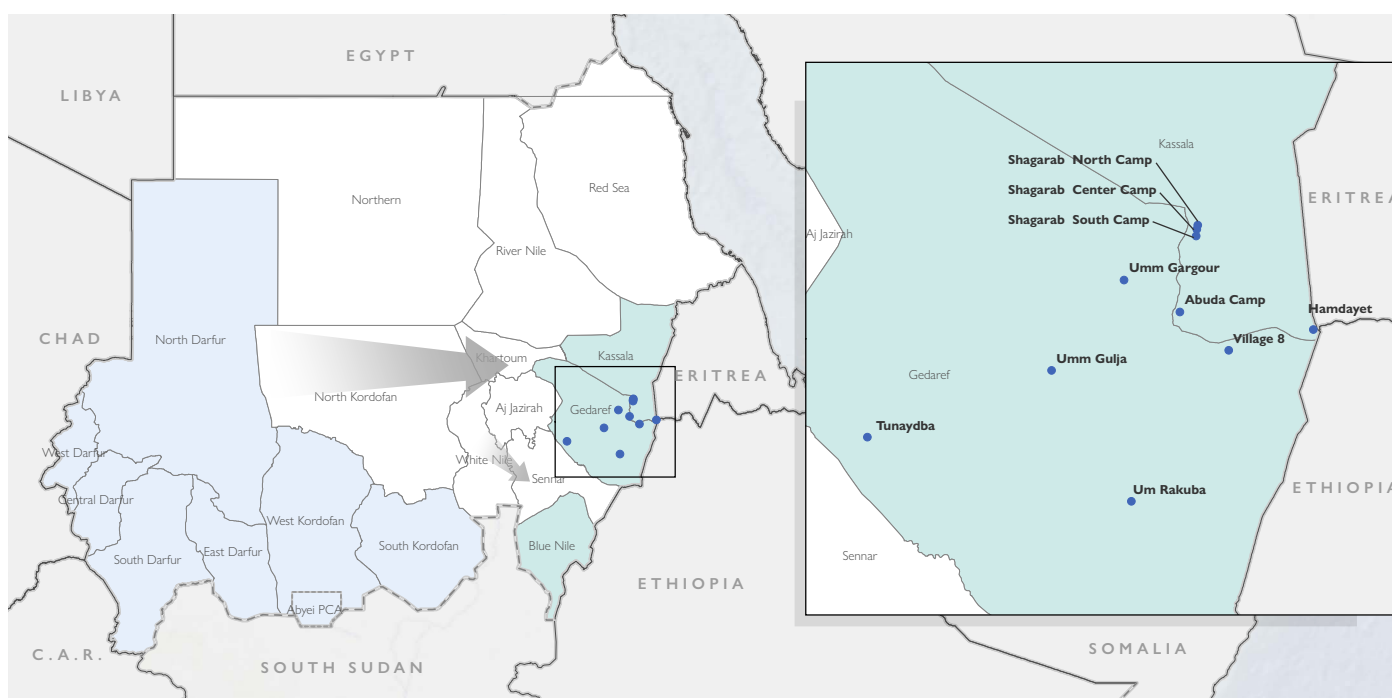 EGYPT
LIBYA
Northern
Red Sea
River Nile
CHAD
North Darfur
Khartoum
Kassala
ERITREA
North Kordofan
Aj Jazirah
Gedaref
West Darfur
White Nile
Sennar
Central Darfur
West Kordofan
South Darfur
East Darfur
South Kordofan
Blue Nile
ETHIOPIA
Abyei PCA
C.A.R.
SOUTH SUDAN
Kassala
Shagarab North Camp
Shagarab Center Camp
ERITREA
Shagarab South Camp
Aj Jazirah
Umm Gargour
Abuda Camp
Hamdayet
Village 8
Umm Gulja
Gedaref
Tunaydba
Um Rakuba
ETHIOPIA
Sennar
SOMALIA